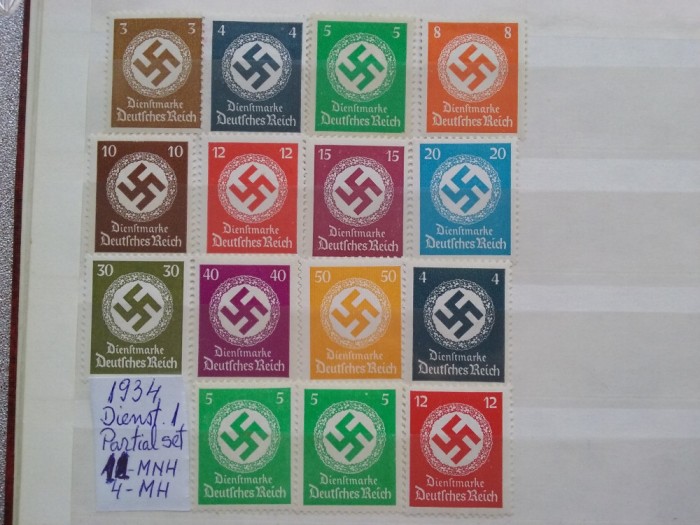 3 3
Dienstmarke
Deutsches Reich
4 4
Dienstmarke
Deutsches Reich
5 5
Dienstmarke
Deutsches Reich
8 8
Dienstmarke
Deutsches Reich
10 10
Dienstmarke
Deutsches Reich
12 12
Dienstmarke
Deutsches Reich
15 15
Dienstmarke
Deutsches Reich
20 20
Dienstmarke
Deutsches Reich
30 30
Dienstmarke
Deutsches Reich
40 40
Dienstmarke
Deutsches Reich
50 50
Dienstmarke
Deutsches Reich
4 4
Dienstmarke
Deutsches Reich
1934
Dienst. 1
Partial set
11-MNH
4-MH
5 5
Dienstmarke
Deutsches Reich
5 5
Dienstmarke
Deutsches Reich
12 12
Dienstmarke
Deutsches Reich